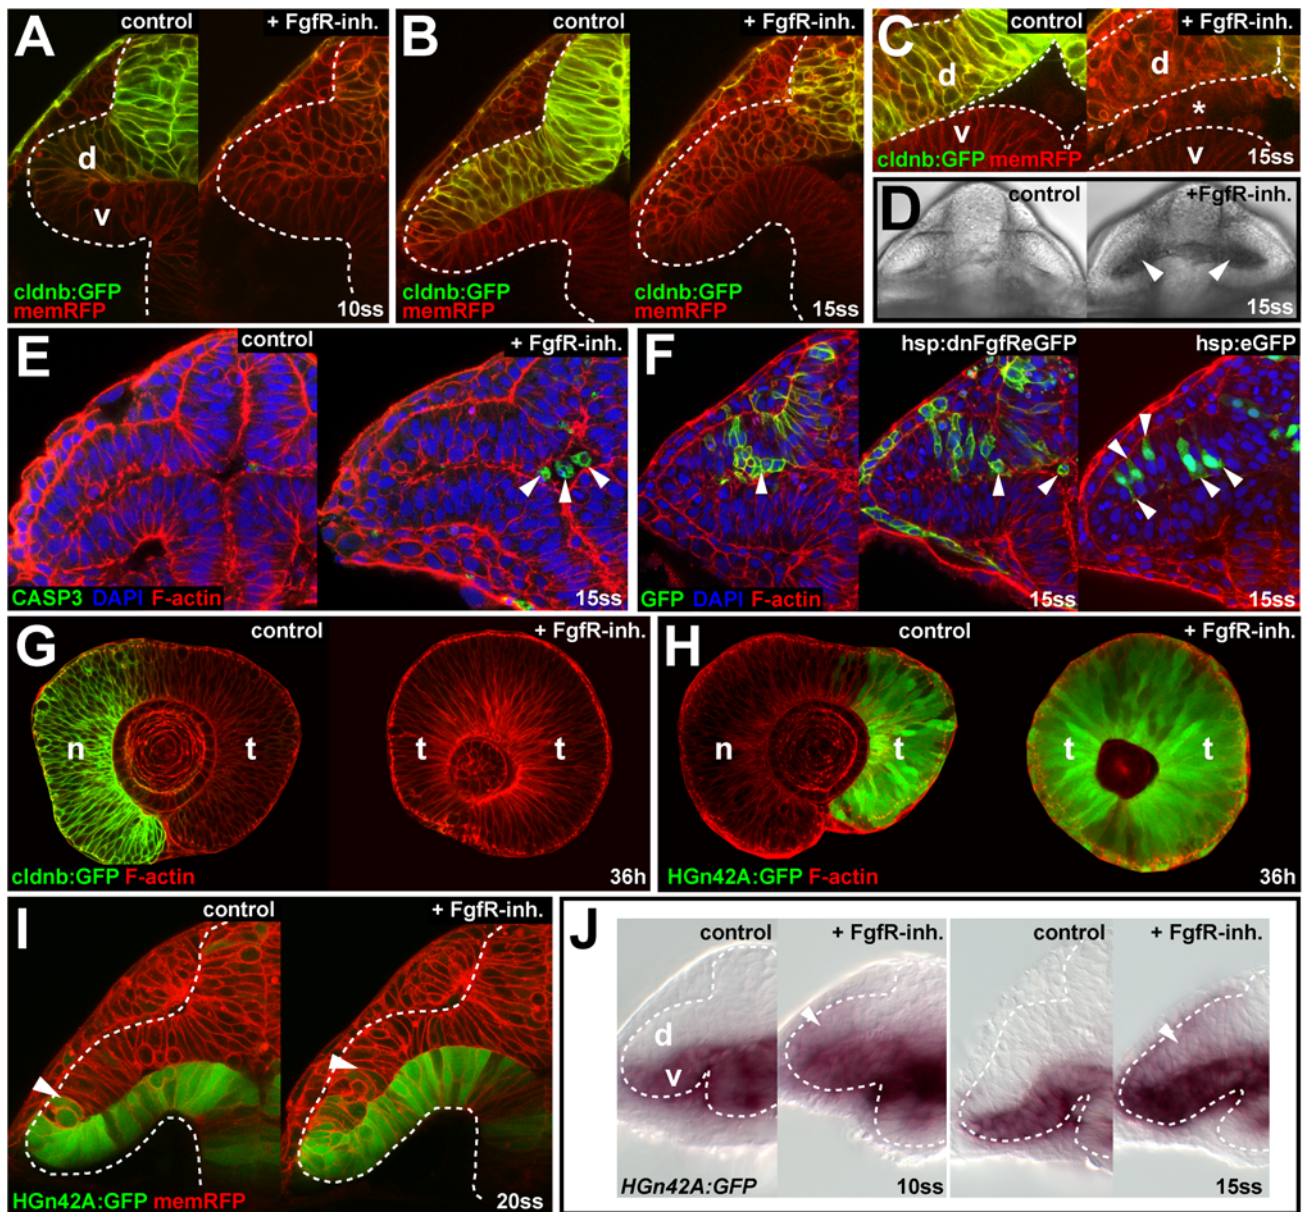 A
control
+ FgfR-inh.
d
v
cldnb:GFP
memRFP
10ss
B
control
+ FgfR-inh.
cldnb:GFP
memRFP
15ss
C
control
+ FgfR-inh.
d
d
*
v
v
cldnb:GFP memRFP
15ss
D
control
+FgfR-inh.
15ss
E
control
+ FgfR-inh.
CASP3 DAPI F-actin
15ss
F
hsp:dnFgfReGFP
hsp:eGFP
GFP DAPI F-actin
15ss
15ss
G
control
+ FgfR-inh.
n
t
t
t
cldnb:GFP F-actin
36h
H
control
+ FgfR-inh.
n
t
t
t
HGn42A:GFP F-actin
36h
I
control
+ FgfR-inh.
HGn42A:GFP memRFP
20ss
J
control
+ FgfR-inh.
control
+ FgfR-inh.
d
v
HGn42A:GFP
10ss
15ss